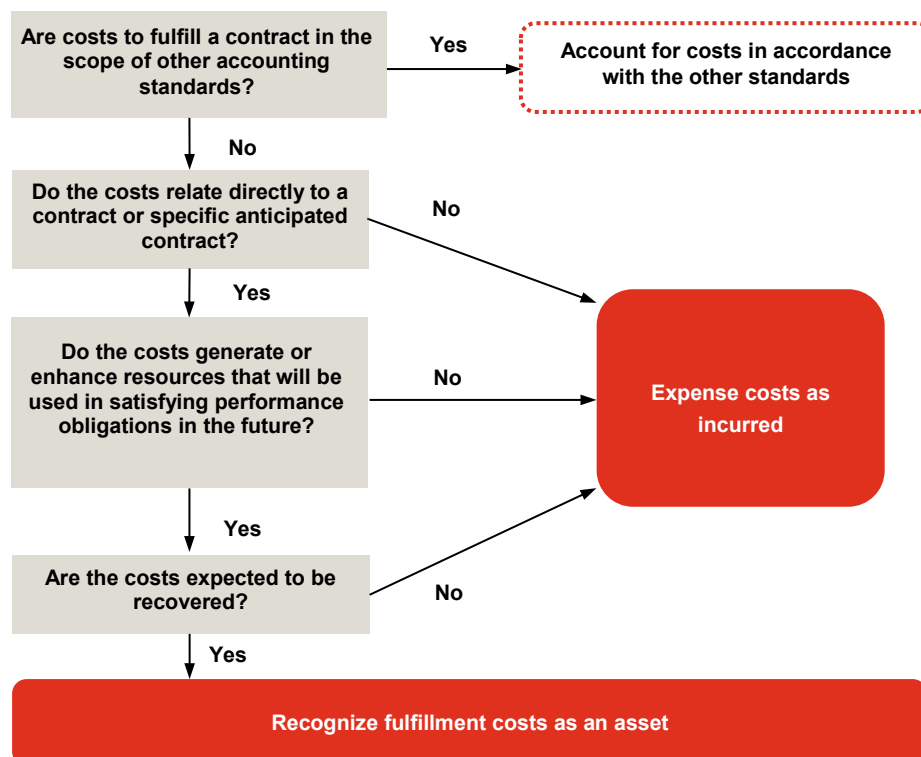 Are costs to fulfill a contract in the
scope of other accounting
standards?
Yes
Account for costs in accordance
with the other standards
No
Do the costs relate directly to a
contract or specific anticipated
contract?
No
Yes
Do the costs generate or
enhance resources that will be
used in satisfying performance
obligations in the future?
No
Expense costs as
incurred
Yes
Are the costs expected to be
recovered?
No
Yes
Recognize fulfillment costs as an asset